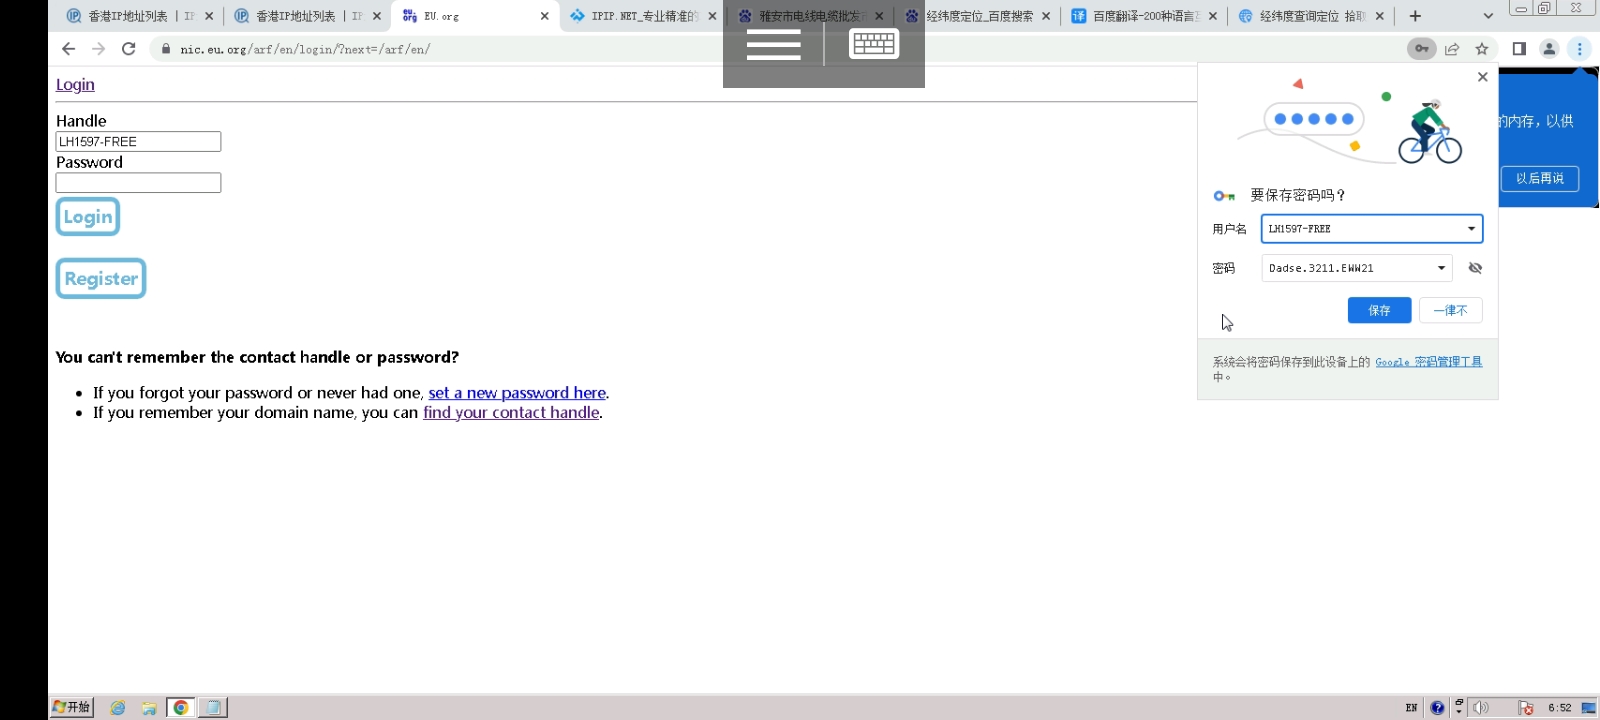 香港IP地址列表 | IP
香港IP地址列表 | IP
EU.org
IPIP.NET_专业精准的
雅安市电线电缆批发
经纬度定位_百度搜索
百度翻译-200种语言互
经纬度查询定位 拾取
nic.eu.org/arf/en/login/?next=/arf/en/
Login
Handle
LH1597-FREE
Password
Login
Register
You can't remember the contact handle or password?
If you forgot your password or never had one, set a new password here.
If you remember your domain name, you can find your contact handle.
要保存密码吗？
用户名 LH1597-FREE
密码 Dadse.3211.EWW21
保存 一律不
系统会将密码保存到此设备上的 Google 密码管理工具
中。
的内存，以供
以后再说
开始
EN
6:52